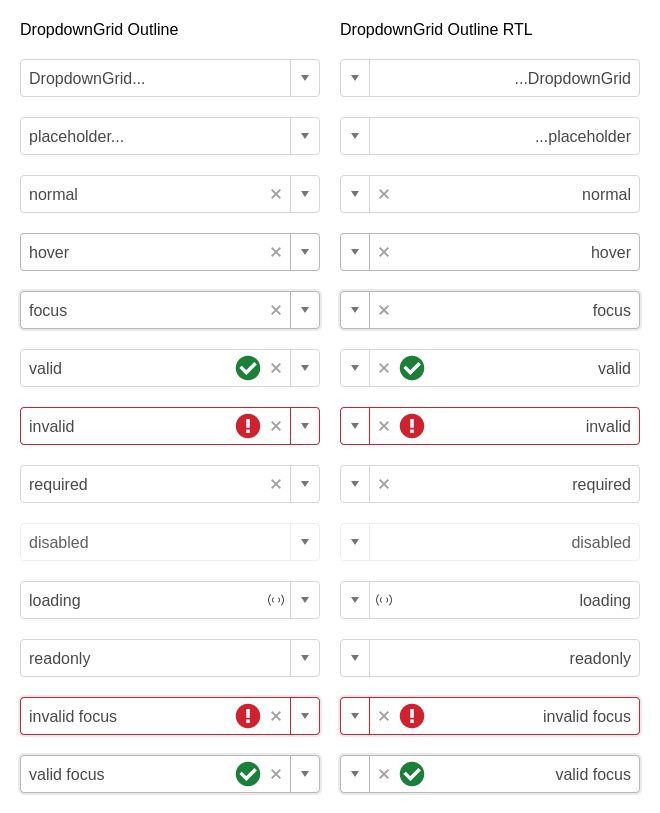 DropdownGrid Outline
DropdownGrid Outline RTL
DropdownGrid...
...DropdownGrid
placeholder...
...placeholder
normal
normal
hover
hover
focus
focus
valid
valid
invalid
invalid
required
required
disabled
disabled
loading
loading
readonly
readonly
invalid focus
invalid focus
valid focus
valid focus